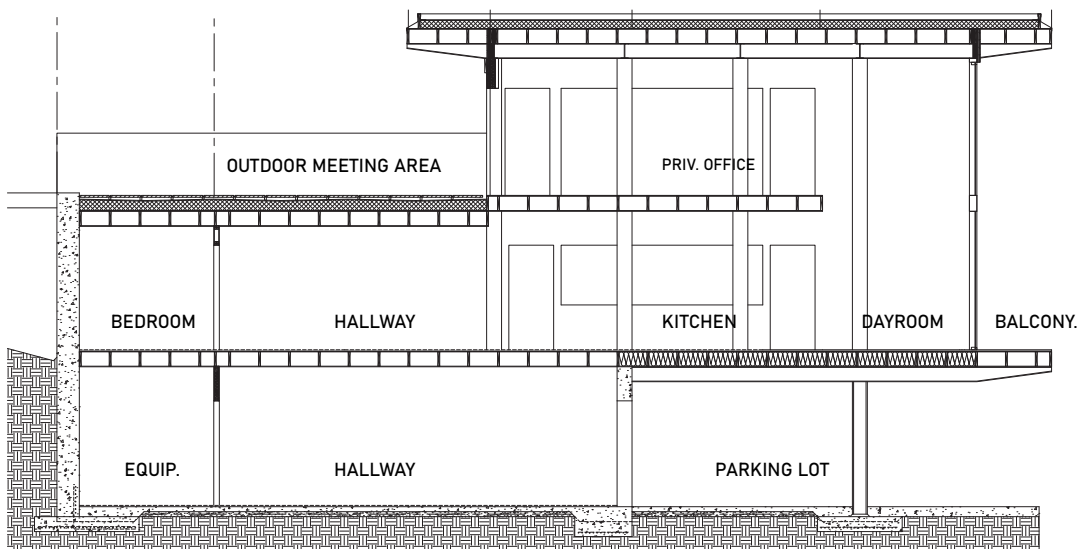 OUTDOOR MEETING AREA
PRIV. OFFICE
BEDROOM
HALLWAY
KITCHEN
DAYROOM
BALCONY.
EQUIP.
HALLWAY
PARKING LOT